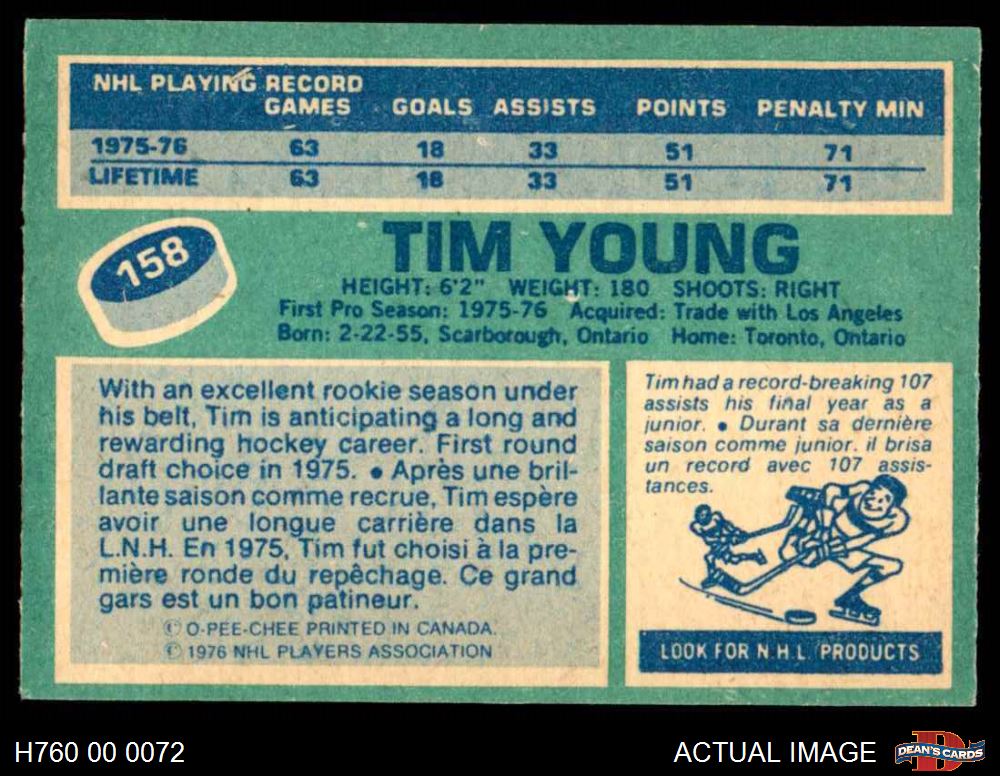 NHL PLAYING RECORD
GAMES GOALS ASSISTS POINTS PENALTY MIN
1975-76 63 18 33 51 71
LIFETIME 63 18 33 51 71
158
TIM YOUNG
HEIGHT: 6'2" WEIGHT: 180 SHOOTS: RIGHT
First Pro Season: 1975-76 Acquired: Trade with Los Angeles
Born: 2-22-55, Scarborough, Ontario Home: Toronto, Ontario
With an excellent rookie season under
his belt, Tim is anticipating a long and
rewarding hockey career. First round
draft choice in 1975. • Après une bril-
lante saison comme recrue, Tim espère
avoir une longue carrière dans la
L.N.H. En 1975, Tim fut choisi à la pre-
mière ronde du repêchage. Ce grand
gars est un bon patineur.
© O-PEE-CHEE PRINTED IN CANADA.
© 1976 NHL PLAYERS ASSOCIATION
Tim had a record-breaking 107
assists his final year as a
junior. • Durant sa dernière
saison comme junior. il brisa
un record avec 107 assis-
tances.
LOOK FOR N.H.L. PRODUCTS
H760 00 0072
ACTUAL IMAGE
DEAN'S CARDS